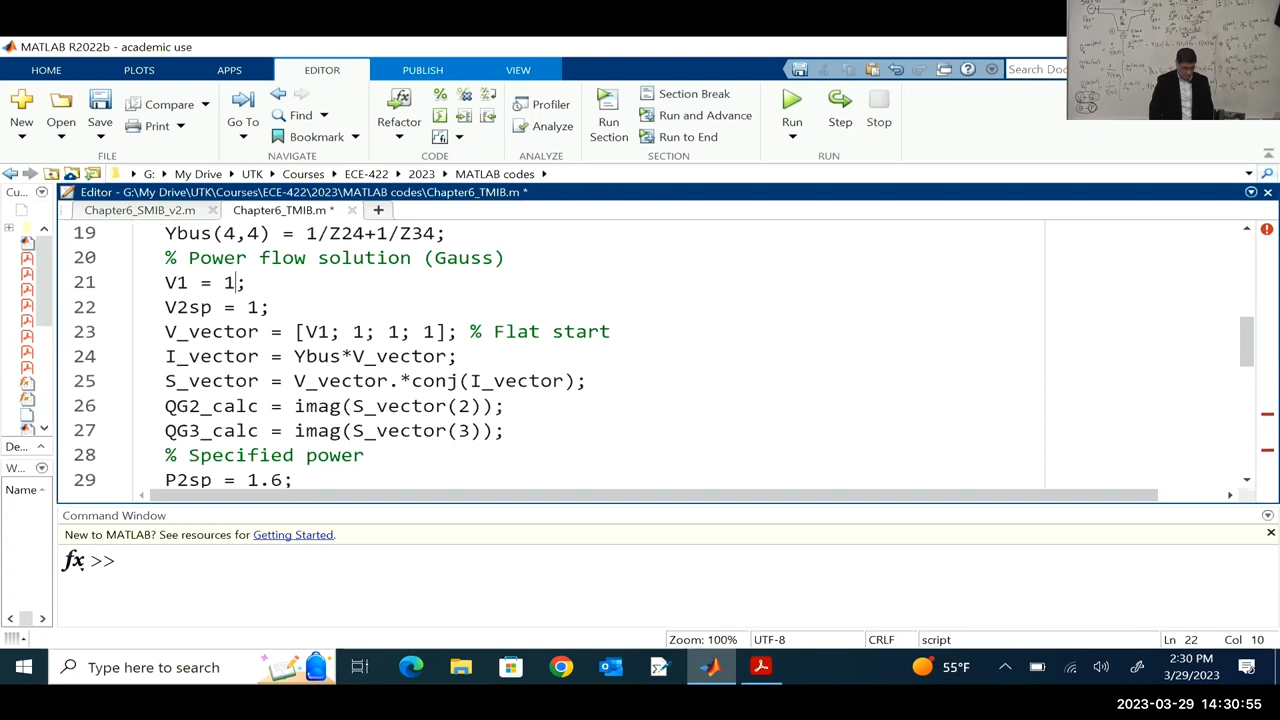 MATLAB R2022b - academic use
HOME PLOTS APPS EDITOR PUBLISH VIEW Search Doc
New Open Save Compare Print Go To Find Bookmark Refactor Profiler Analyze Run Section Section Break Run and Advance Run to End Run Step Stop
FILE NAVIGATE CODE ANALYZE SECTION RUN
G: My Drive UTK Courses ECE-422 2023 MATLAB codes
Cu... Editor - G:\My Drive\UTK\Courses\ECE-422\2023\MATLAB codes\Chapter6_TMIB.m *
Chapter6_SMIB_v2.m Chapter6_TMIB.m * +
19 Ybus(4,4) = 1/Z24+1/Z34;
20 % Power flow solution (Gauss)
21 V1 = 1;
22 V2sp = 1;
23 V_vector = [V1; 1; 1; 1]; % Flat start
24 I_vector = Ybus*V_vector;
25 S_vector = V_vector.*conj(I_vector);
26 QG2_calc = imag(S_vector(2));
27 QG3_calc = imag(S_vector(3));
28 % Specified power
29 P2sp = 1.6;
De...
W...
Name
Command Window
New to MATLAB? See resources for Getting Started.
fx >>
Zoom: 100% UTF-8 CRLF script Ln 22 Col 10
Type here to search 55°F 2:30 PM
3/29/2023
2023-03-29 14:30:55